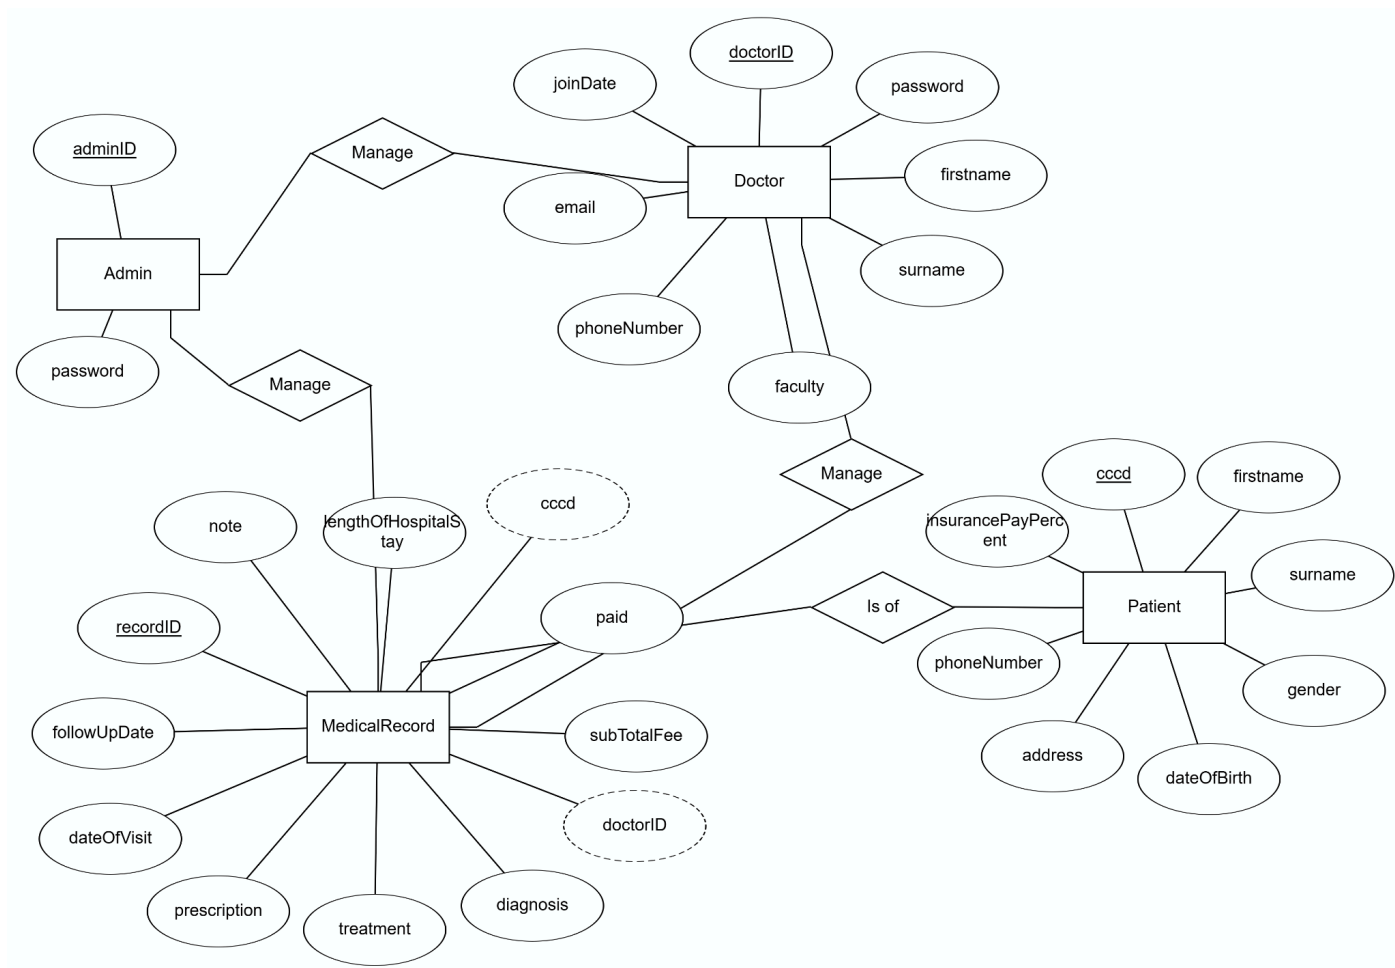 doctorID
joinDate
password
adminID
Manage
firstname
Doctor
email
surname
Admin
phoneNumber
password
Manage
faculty
Manage
cccd
firstname
cccd
note
lengthOfHospitalS
tay
insurancePayPerc
ent
surname
recordID
paid
Is of
Patient
phoneNumber
gender
followUpDate
MedicalRecord
subTotalFee
address
dateOfBirth
dateOfVisit
doctorID
prescription
treatment
diagnosis